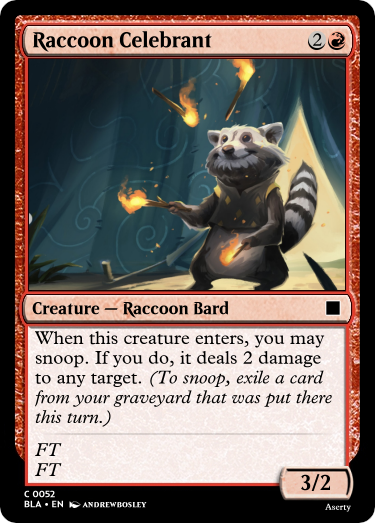 Raccoon Celebrant 2
Creature — Raccoon Bard
When this creature enters, you may
snoop. If you do, it deals 2 damage
to any target. (To snoop, exile a card
from your graveyard that was put there
this turn.)
FT
FT
3/2
C 0052
BLA • EN ANDREWBOSLEY
Aserty